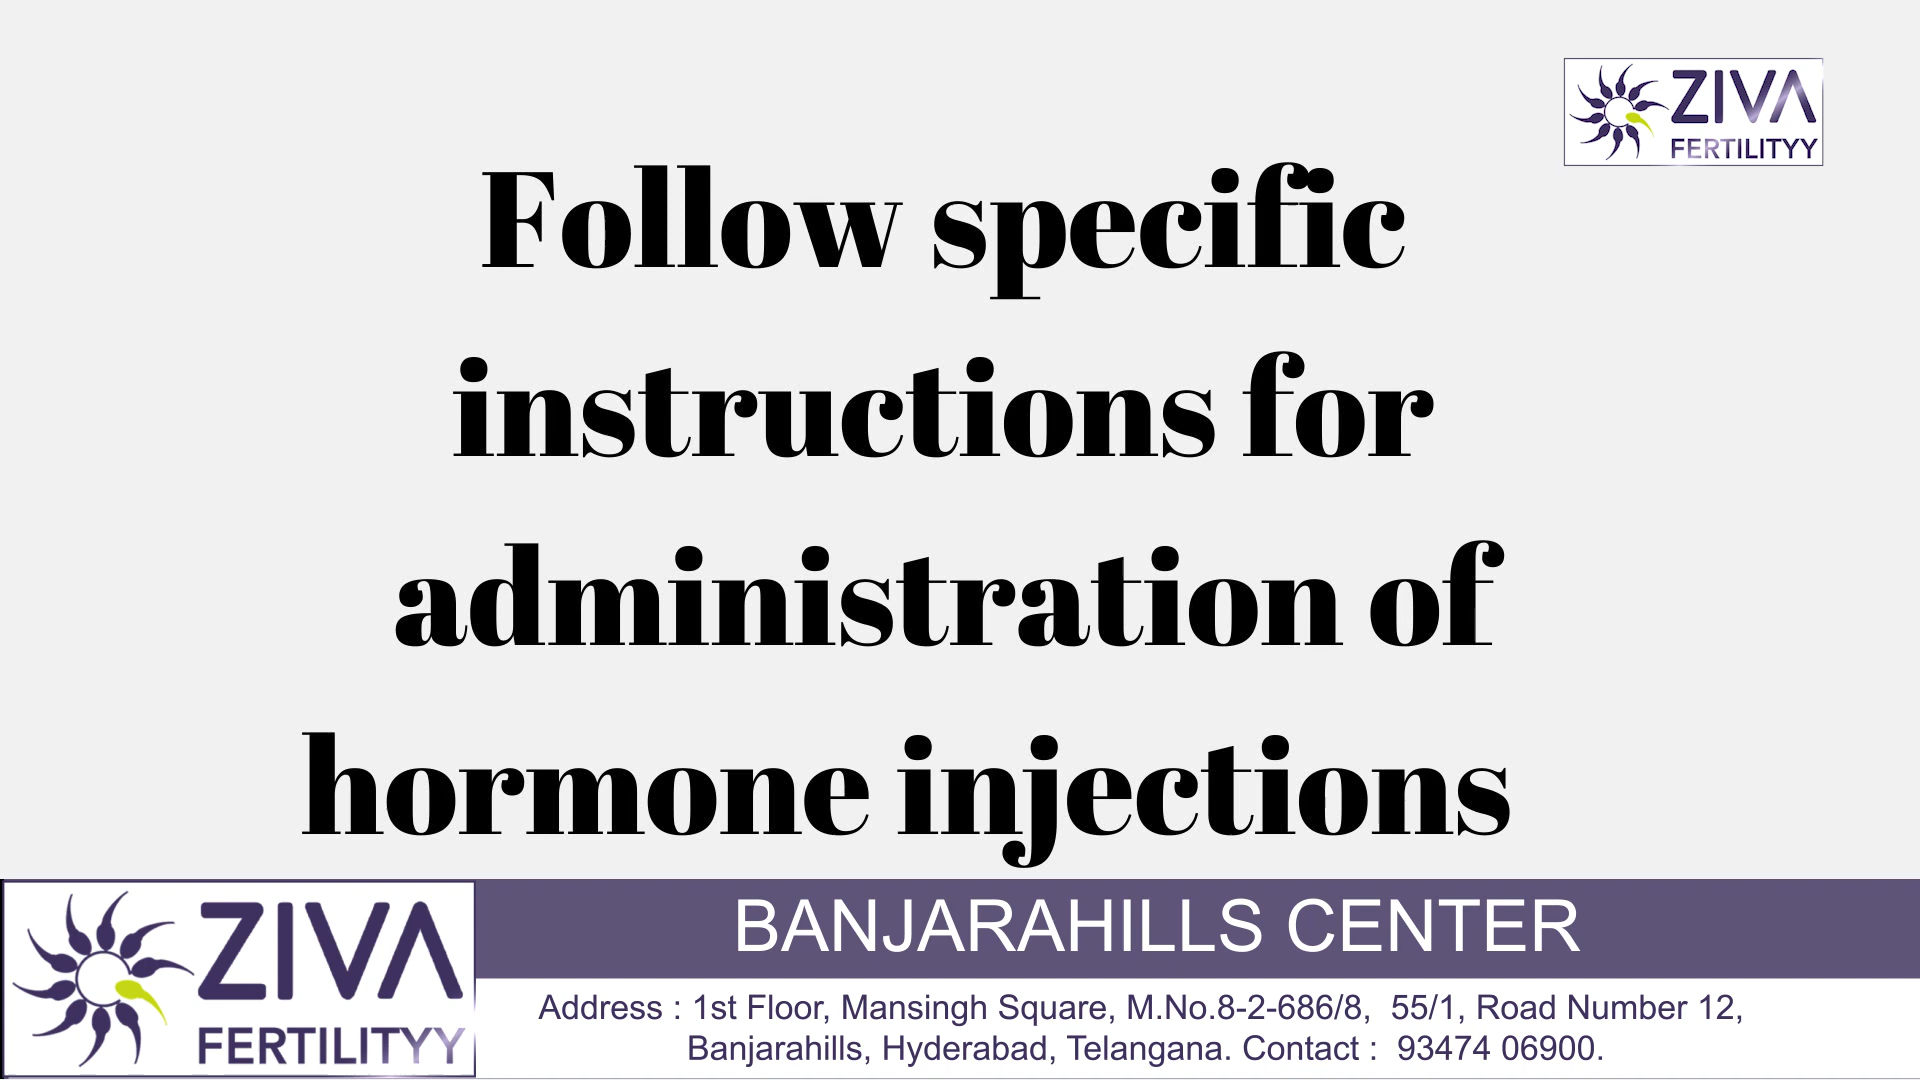 ZIVA
FERTILITYY
Follow specific
instructions for
administration of
hormone injections
ZIVA
FERTILITYY
BANJARAHILLS CENTER
Address : 1st Floor, Mansingh Square, M.No.8-2-686/8,  55/1, Road Number 12,
Banjarahills, Hyderabad, Telangana. Contact :  93474 06900.